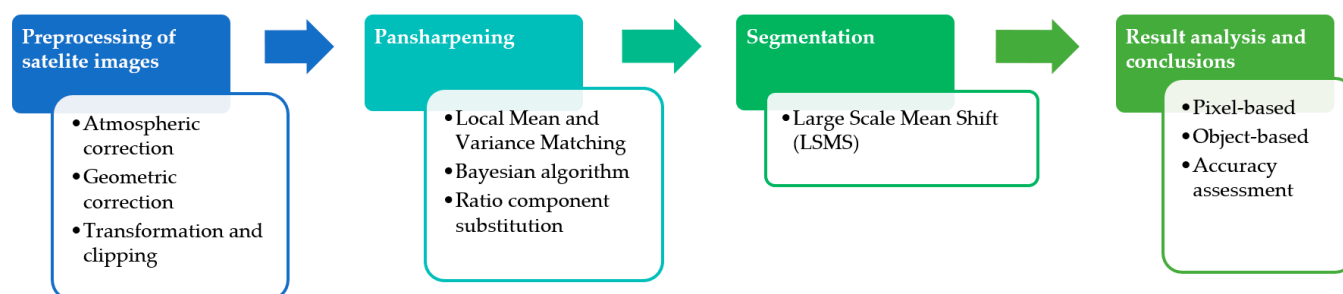 Preprocessing of
satelite images
•Atmospheric
correction
•Geometric
correction
•Transformation and
clipping
Pansharpening
•Local Mean and
Variance Matching
•Bayesian algorithm
•Ratio component
substitution
Segmentation
•Large Scale Mean Shift
(LSMS)
Result analysis and
conclusions
•Pixel-based
•Object-based
•Accuracy
assessment